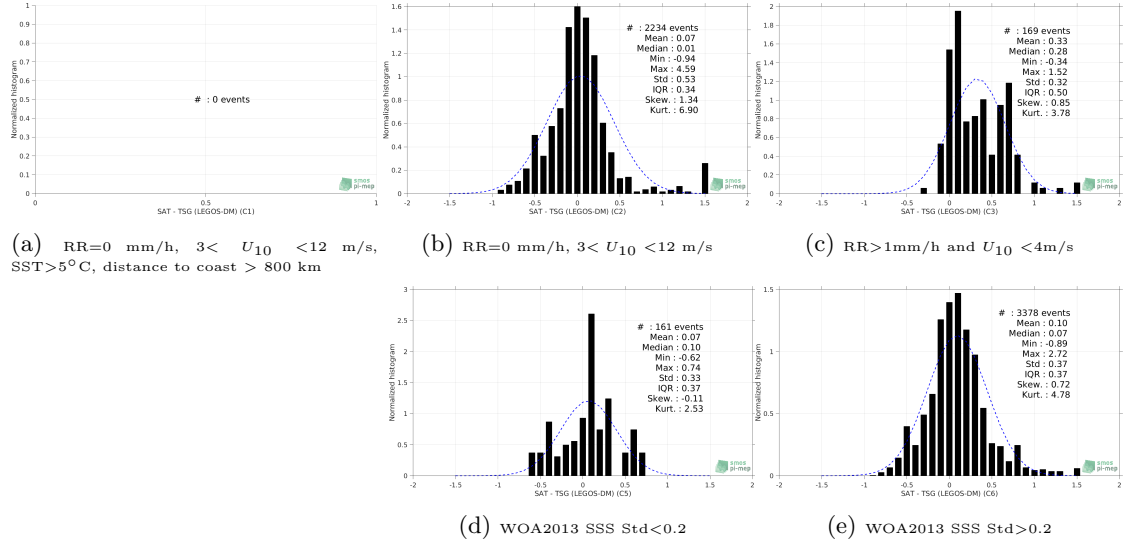 1
0.9
0.8
0.7
0.6
0.5
0.4
0.3
0.2
0.1
0
Normalized histogram
# : 0 events
0 0.5 1
SAT - TSG (LEGOS-DM) (C1)
smos
pi-mep
(a) RR=0 mm/h, 3< U10 <12 m/s,
SST>5°C, distance to coast > 800 km
1.6
1.4
1.2
1
0.8
0.6
0.4
0.2
0
Normalized histogram
# : 2234 events
Mean : 0.07
Median : 0.01
Min : -0.94
Max : 4.59
Std : 0.53
IQR : 0.34
Skew. : 1.34
Kurt. : 6.90
-2 -1.5 -1 -0.5 0 0.5 1 1.5 2
SAT - TSG (LEGOS-DM) (C2)
smos
pi-mep
(b) RR=0 mm/h, 3< U10 <12 m/s
2
1.8
1.6
1.4
1.2
1
0.8
0.6
0.4
0.2
0
Normalized histogram
# : 169 events
Mean : 0.33
Median : 0.28
Min : -0.34
Max : 1.52
Std : 0.32
IQR : 0.50
Skew. : 0.85
Kurt. : 3.78
-2 -1.5 -1 -0.5 0 0.5 1 1.5 2
SAT - TSG (LEGOS-DM) (C3)
smos
pi-mep
(c) RR>1mm/h and U10 <4m/s
3
2.5
2
1.5
1
0.5
0
Normalized histogram
# : 161 events
Mean : 0.07
Median : 0.10
Min : -0.62
Max : 0.74
Std : 0.33
IQR : 0.37
Skew. : -0.11
Kurt. : 2.53
-2 -1.5 -1 -0.5 0 0.5 1 1.5 2
SAT - TSG (LEGOS-DM) (C5)
smos
pi-mep
(d) WOA2013 SSS Std<0.2
1.5
1
0.5
0
Normalized histogram
# : 3378 events
Mean : 0.10
Median : 0.07
Min : -0.89
Max : 2.72
Std : 0.37
IQR : 0.37
Skew. : 0.72
Kurt. : 4.78
-2 -1.5 -1 -0.5 0 0.5 1 1.5 2
SAT - TSG (LEGOS-DM) (C6)
smos
pi-mep
(e) WOA2013 SSS Std>0.2